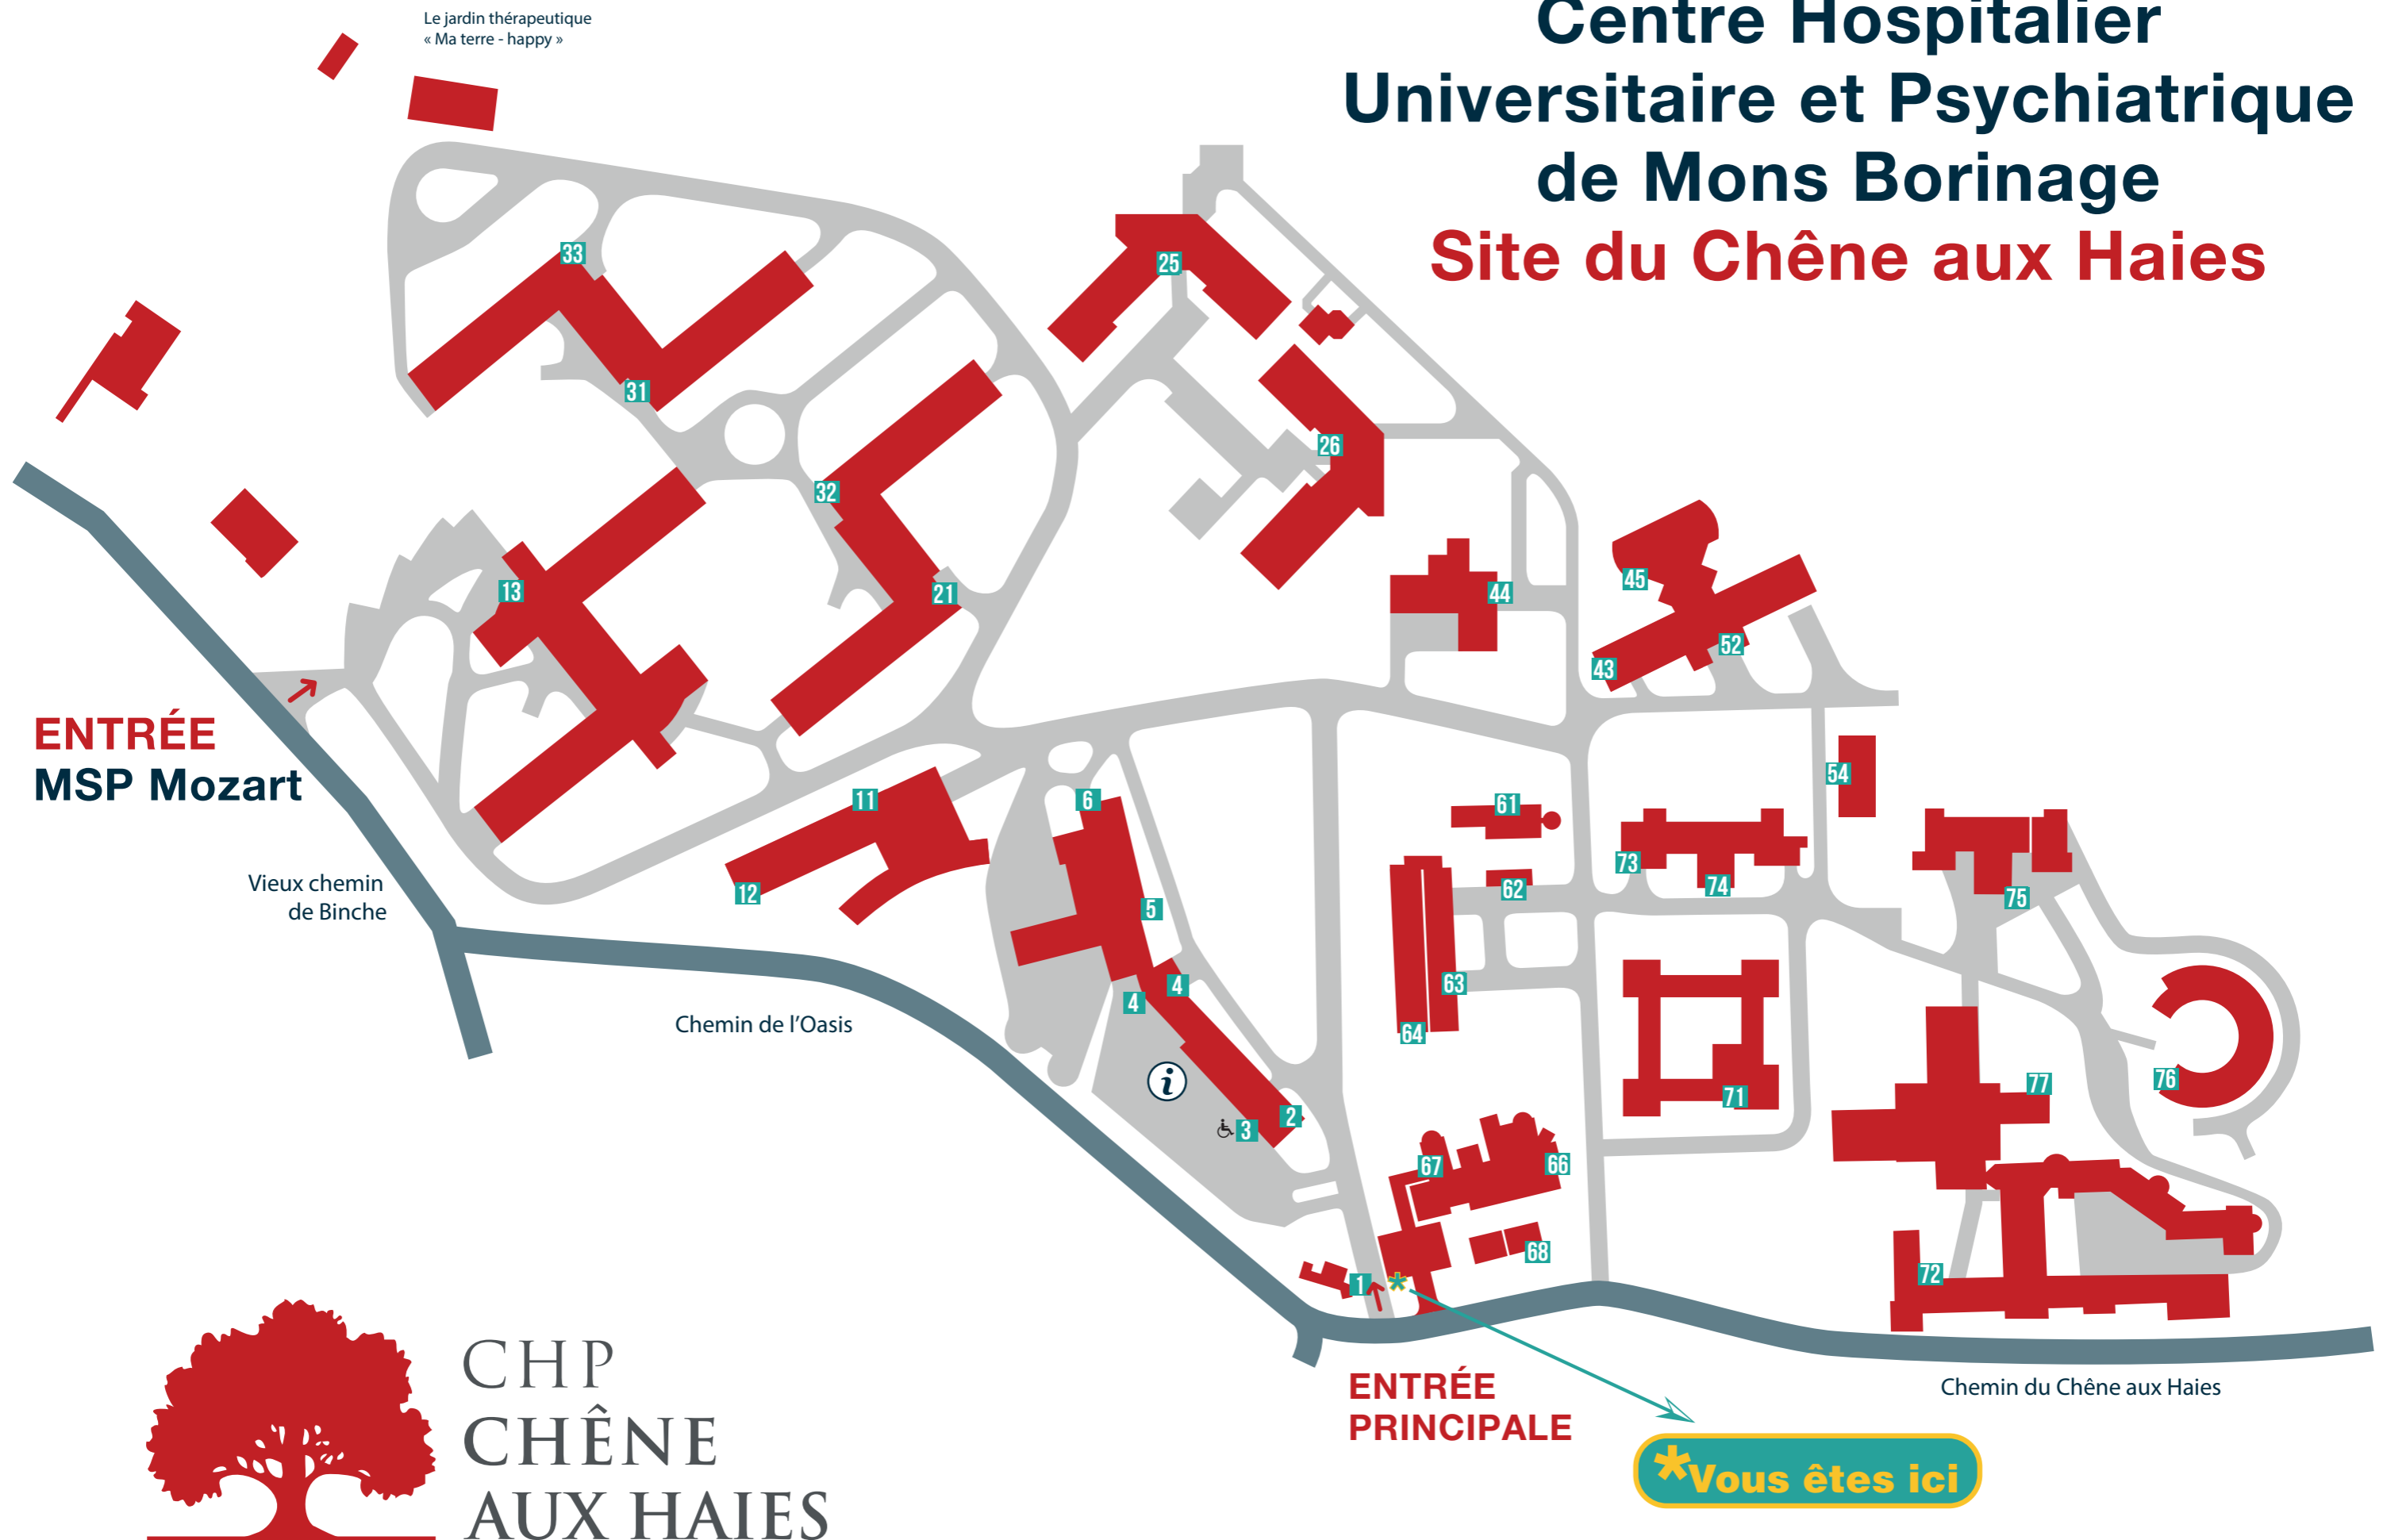 Le jardin thérapeutique
« Ma terre - happy »
Centre Hospitalier
Universitaire et Psychiatrique
de Mons Borinage
Site du Chêne aux Haies
33
25
31
26
32
13
21
44
45
52
43
ENTRÉE
MSP Mozart
54
11
6
61
12
73
62
74
75
5
Vieux chemin
de Binche
4
4
63
64
Chemin de l'Oasis
i
76
77
71
2
3
67
66
68
1
*
72
ENTRÉE
PRINCIPALE
Chemin du Chêne aux Haies
*Vous êtes ici
CHP
CHÊNE
AUX HAIES